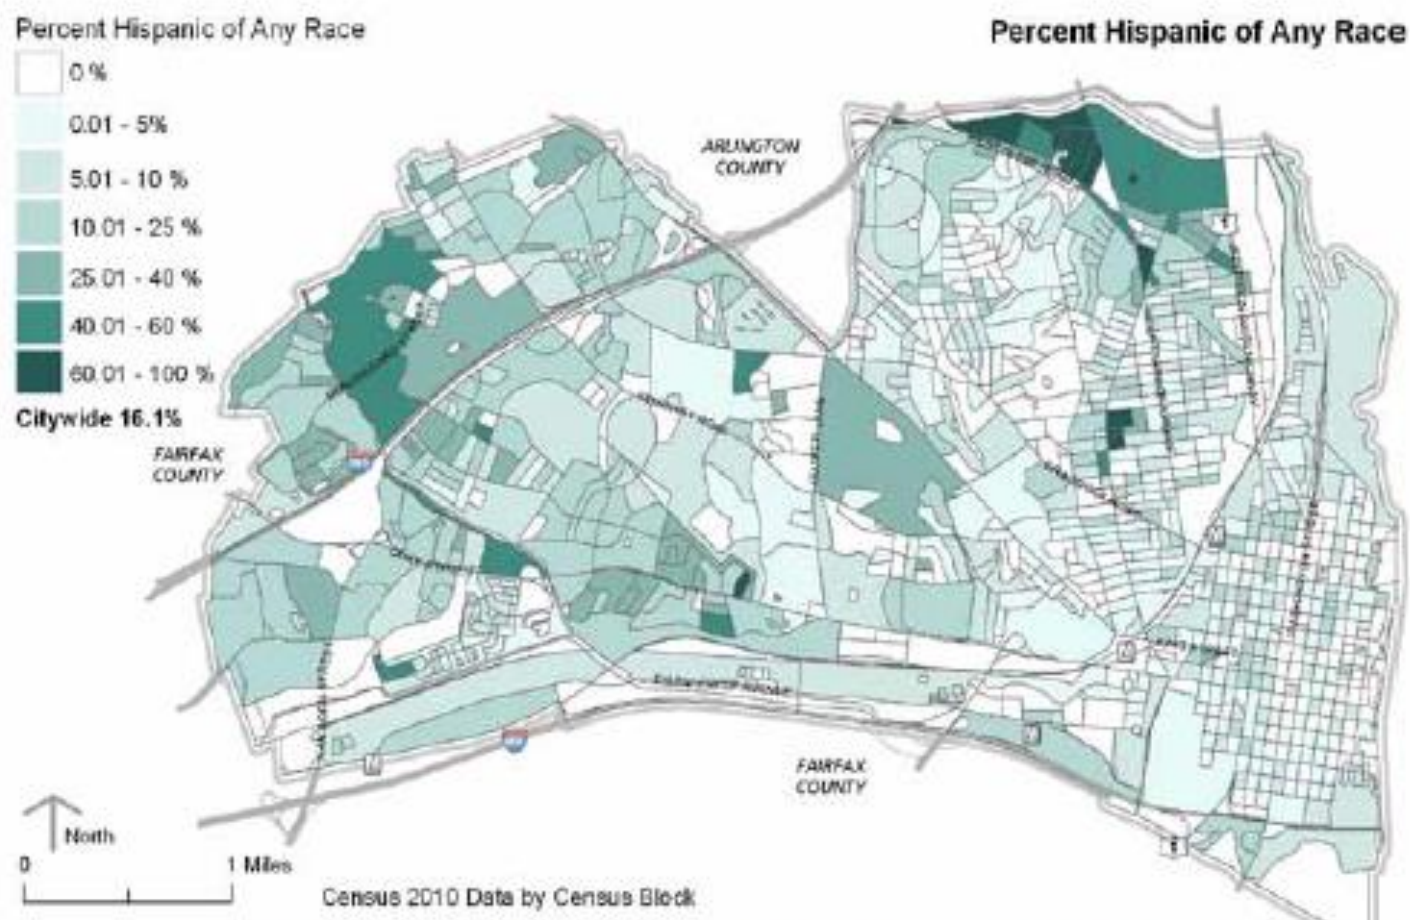 Percent Hispanic of Any Race
Percent Hispanic of Any Race
0 %
0.01 - 5%
5.01 - 10 %
10.01 - 25 %
25.01 - 40 %
40.01 - 60 %
60.01 - 100 %
Citywide 16.1%
ARLINGTON
COUNTY
FAIRFAX
COUNTY
FAIRFAX
COUNTY
North
0
1 Miles
Census 2010 Data by Census Block